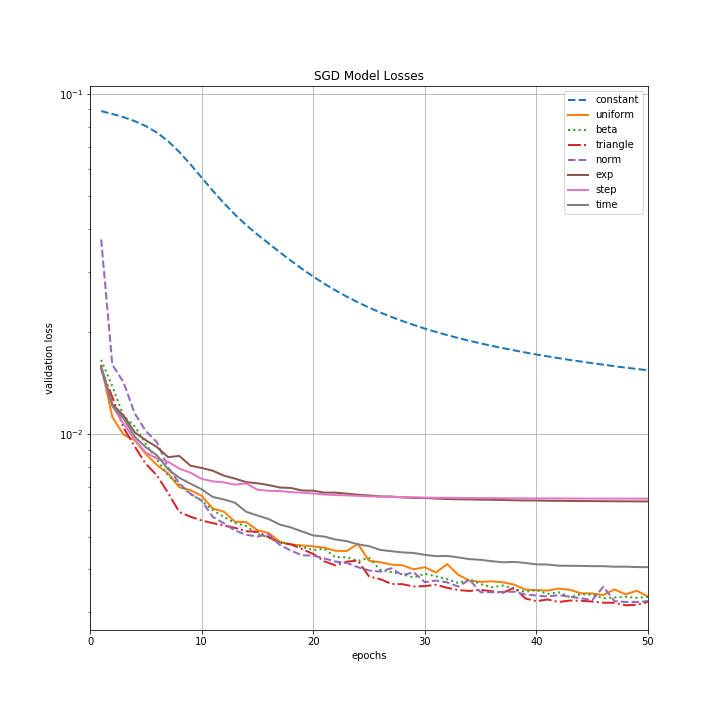 SGD Model Losses
10⁻¹
10⁻²
validation loss
constant
uniform
beta
triangle
norm
exp
step
time
0 10 20 30 40 50
epochs